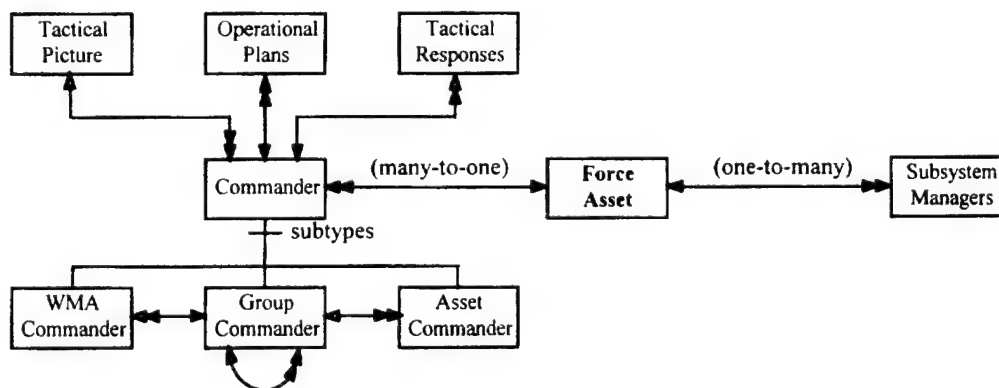 Tactical
Picture
Operational
Plans
Tactical
Responses
Commander
(many-to-one)
Force
Asset
(one-to-many)
Subsystem
Managers
subtypes
WMA
Commander
Group
Commander
Asset
Commander